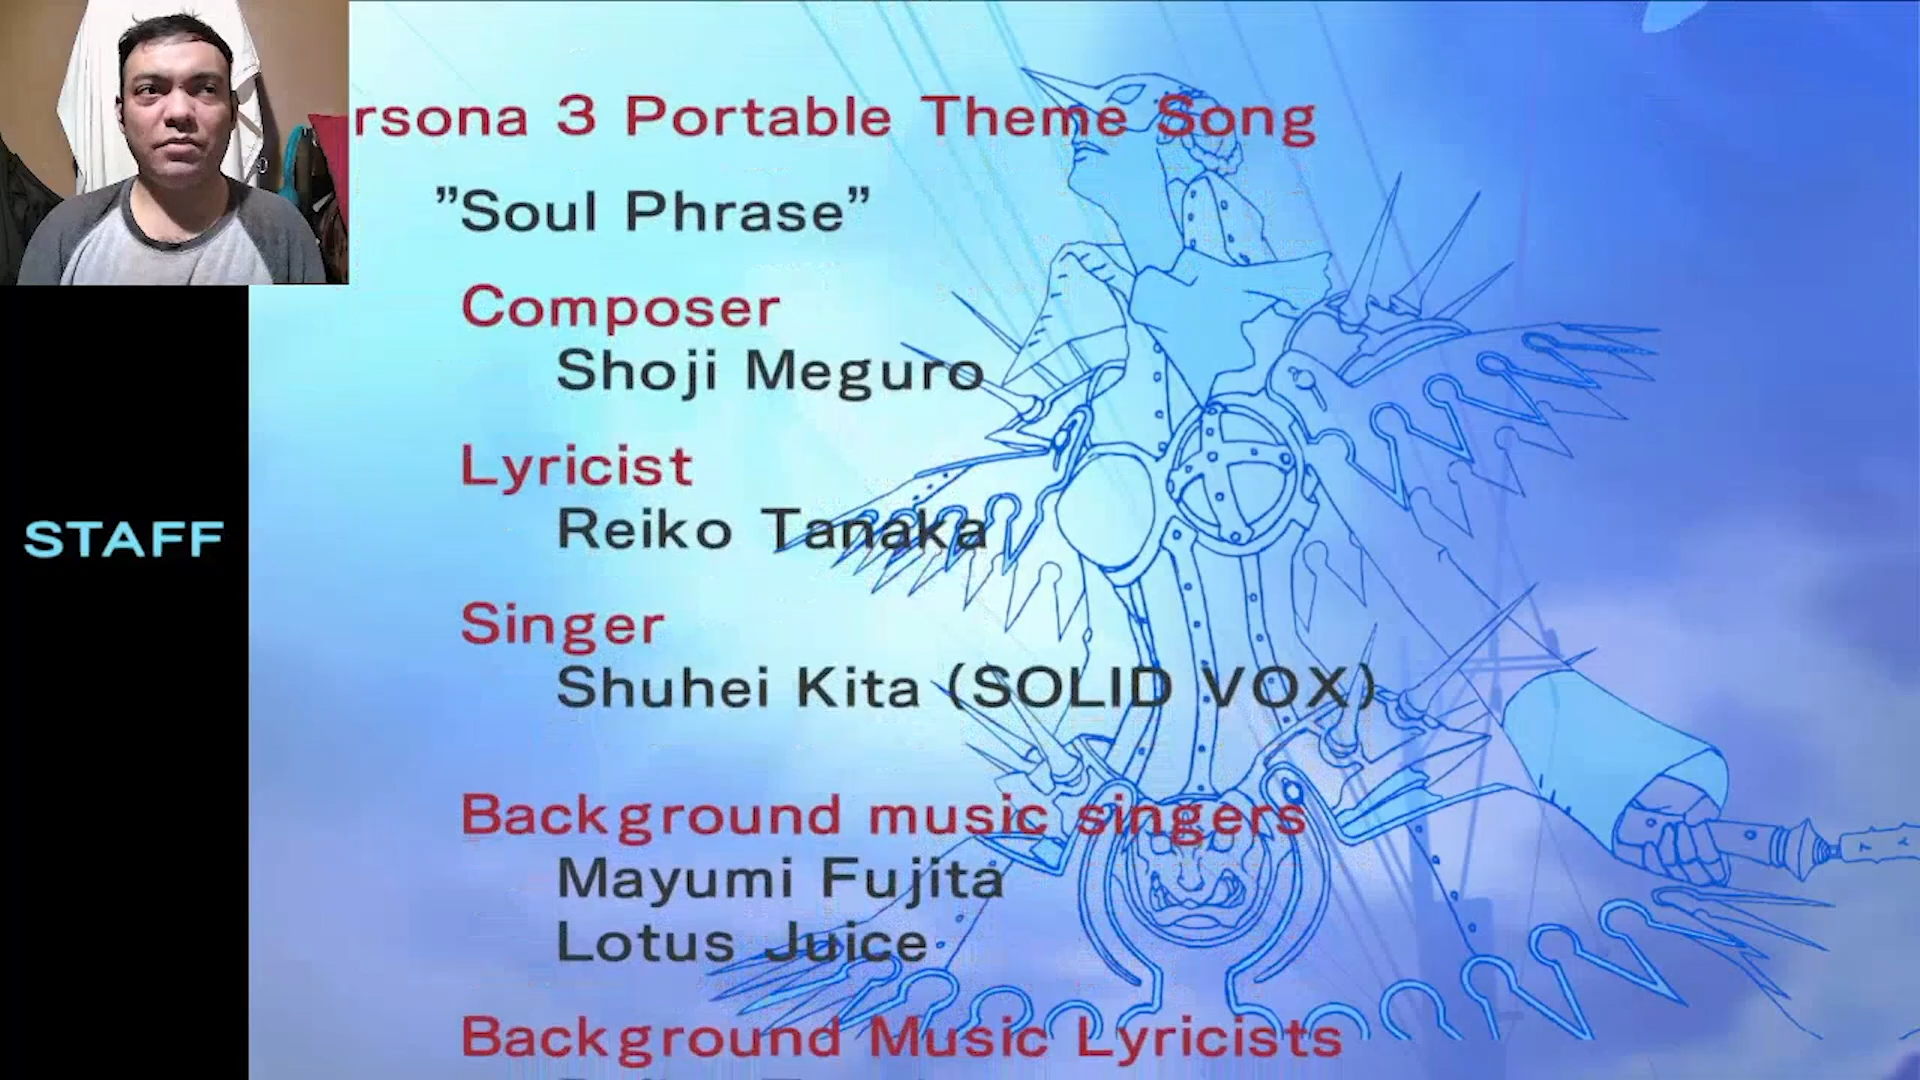 rsona 3 Portable Theme Song
”Soul Phrase”
Composer
Shoji Meguro
Lyricist
Reiko Tanaka
STAFF
Singer
Shuhei Kita (SOLID VOX)
Background music singers
Mayumi Fujita
Lotus Juice
Background Music Lyricists